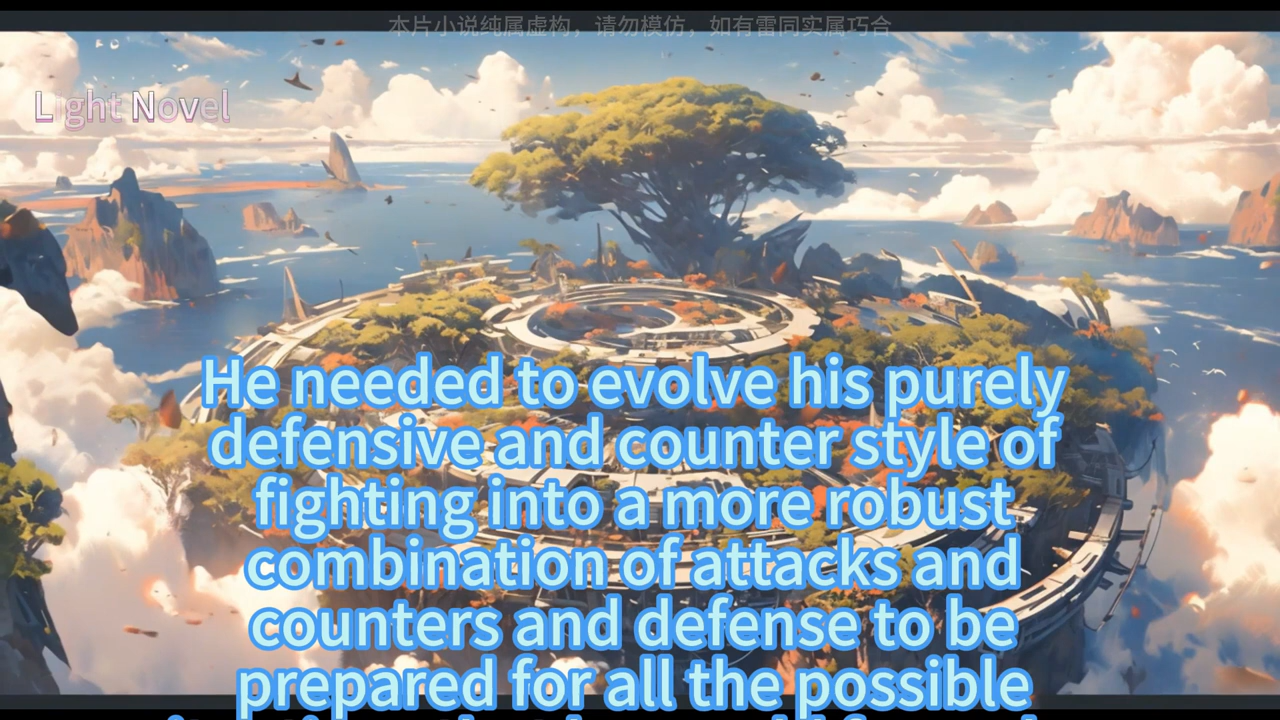 本片小说纯属虚构，请勿模仿，如有雷同实属巧合
Light Novel
He needed to evolve his purely
defensive and counter style of
fighting into a more robust
combination of attacks and
counters and defense to be
prepared for all the possible